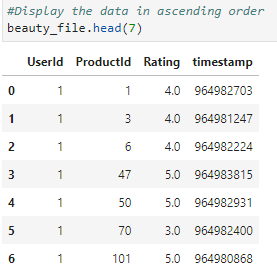 #Display the data in ascending order
beauty_file.head(7)
UserId ProductId Rating timestamp
0 1 1 4.0 964982703
1 1 3 4.0 964981247
2 1 6 4.0 964982224
3 1 47 5.0 964983815
4 1 50 5.0 964982931
5 1 70 3.0 964982400
6 1 101 5.0 964980868